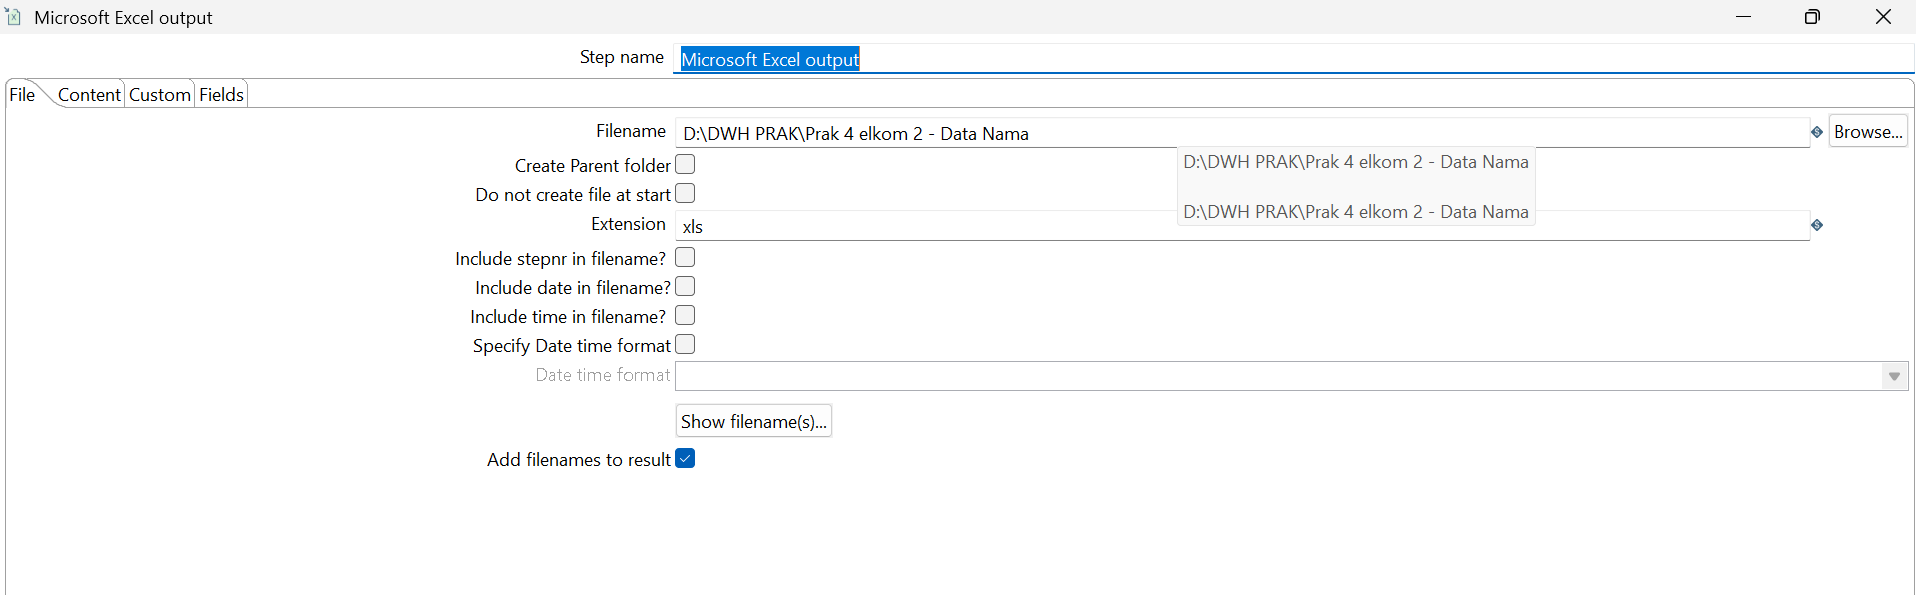 Microsoft Excel output
Step name Microsoft Excel output
File Content Custom Fields
Filename D:\DWH PRAK\Prak 4 elkom 2 - Data Nama Browse...
Create Parent folder D:\DWH PRAK\Prak 4 elkom 2 - Data Nama
Do not create file at start
D:\DWH PRAK\Prak 4 elkom 2 - Data Nama
Extension xls
Include stepnr in filename?
Include date in filename?
Include time in filename?
Specify Date time format
Date time format
Show filename(s)...
Add filenames to result